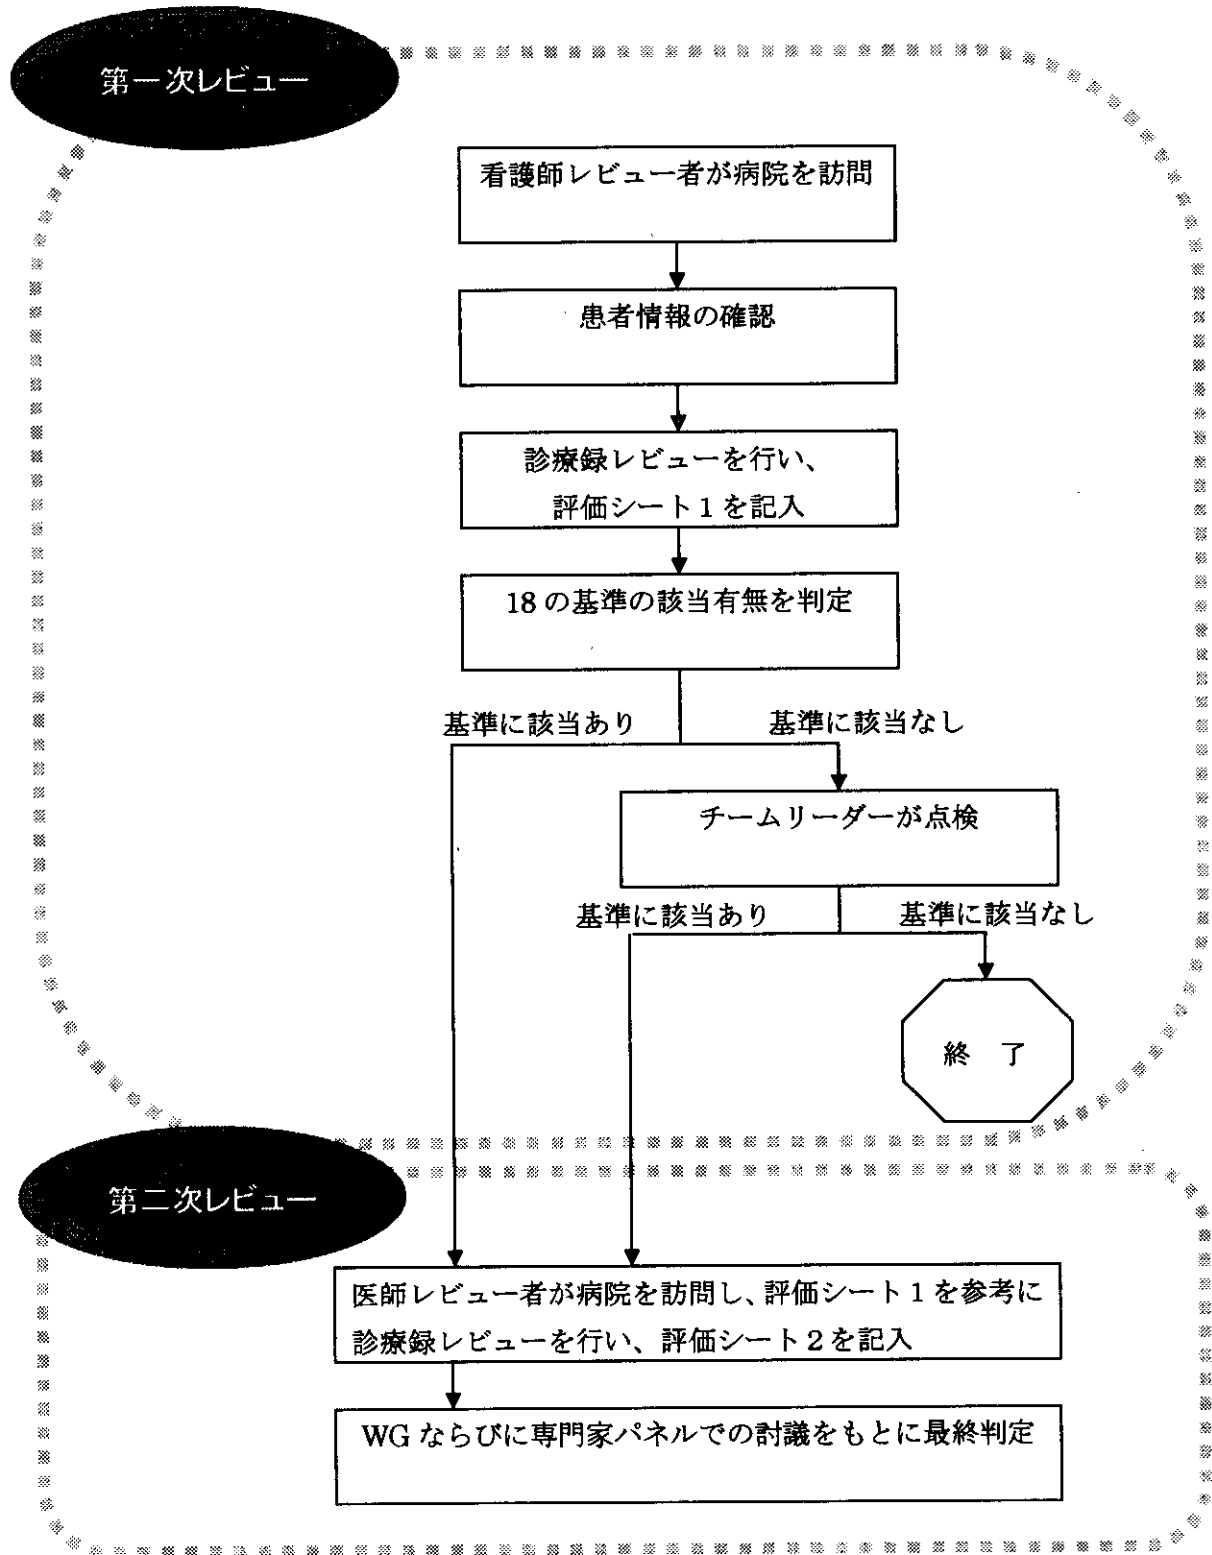 第一次レビュー
看護師レビュー者が病院を訪問
患者情報の確認
診療録レビューを行い、
評価シート1を記入
18の基準の該当有無を判定
基準に該当あり
基準に該当なし
チームリーダーが点検
基準に該当あり
基準に該当なし
終 了
第二次レビュー
医師レビュー者が病院を訪問し、評価シート1を参考に
診療録レビューを行い、評価シート2を記入
WGならびに専門家パネルでの討議をもとに最終判定